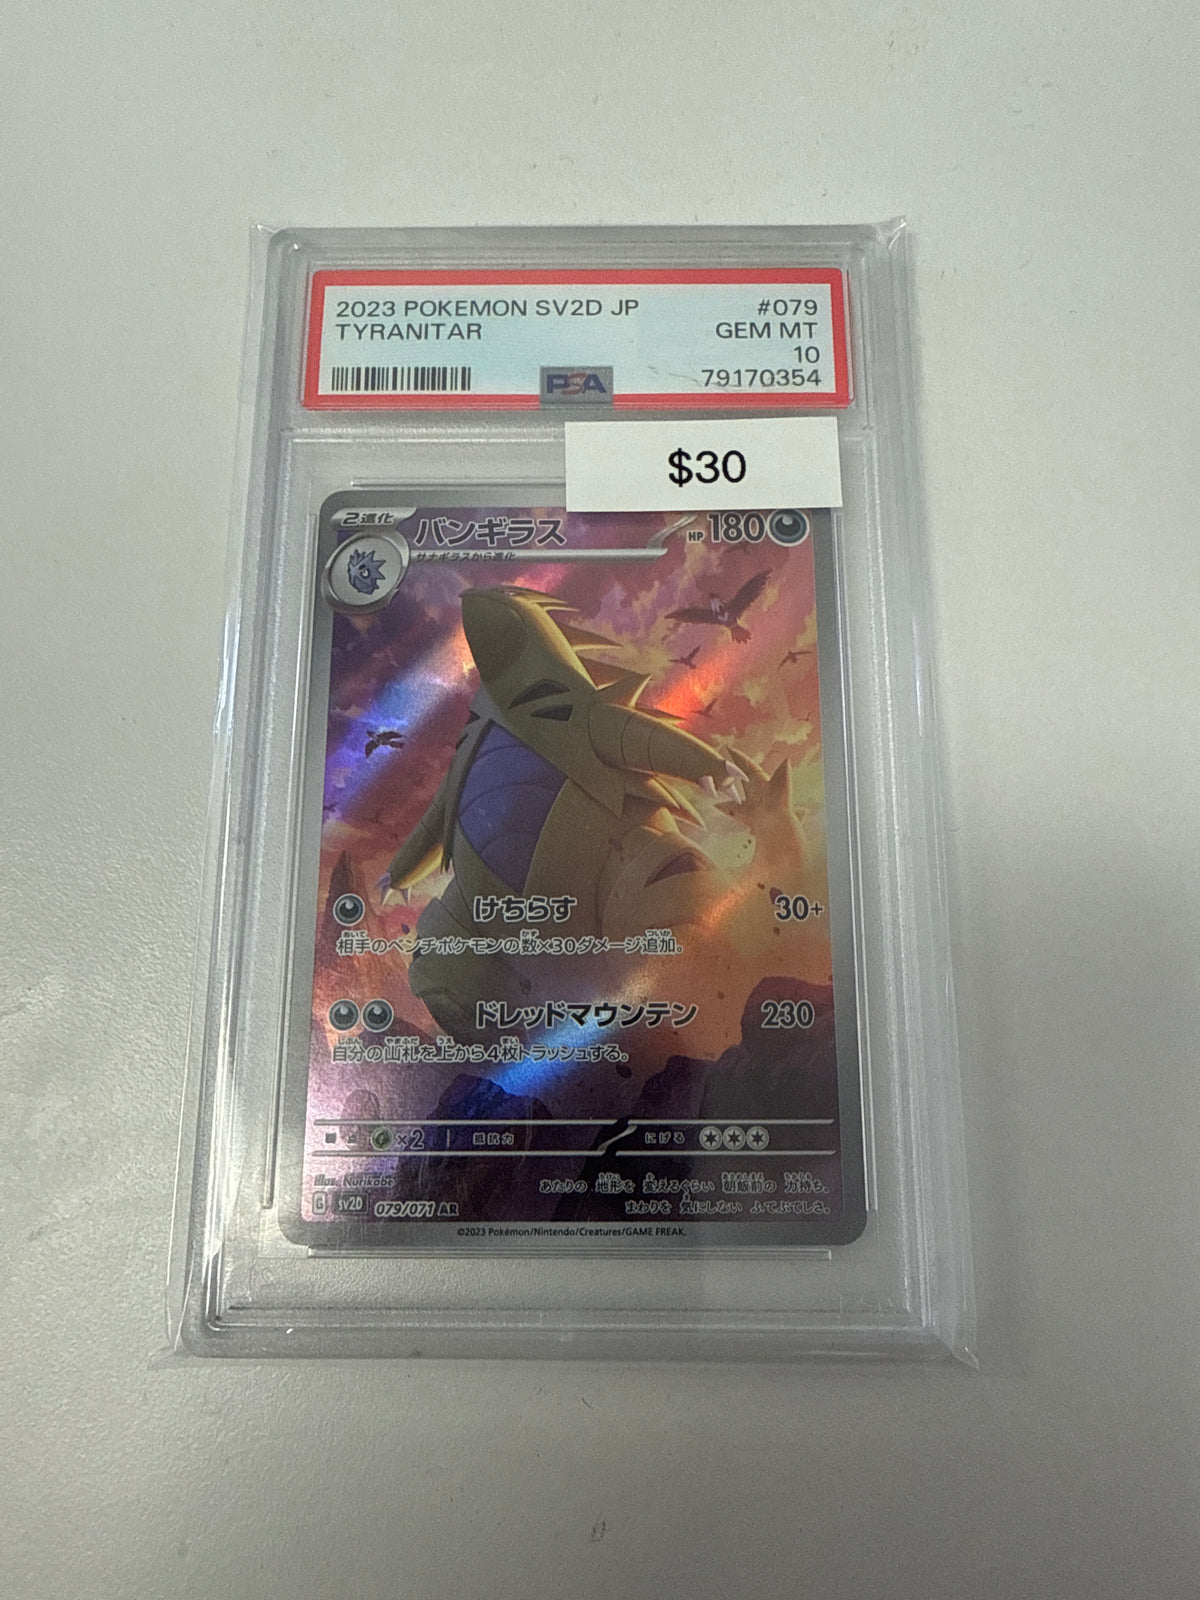 2023 POKEMON SV2D JP #079
TYRANITAR GEM MT
10
PSA 79170354
$30
2進化 バンギラス HP 180
サナギラスから進化
けちらす 30+
相手のベンチポケモンの数×30ダメージ追加。
ドレッドマウンテン 230
自分の山札を上から4枚トラッシュする。
×2 抵抗力 にげる
Illus. Nurikabe
あたりの 地形を 変えるぐらい 朝飯前の 力持ち。
まわりを 気にしない ふてぶてしさ。
G SV2D 079/071 AR
©2023 Pokémon/Nintendo/Creatures/GAME FREAK.